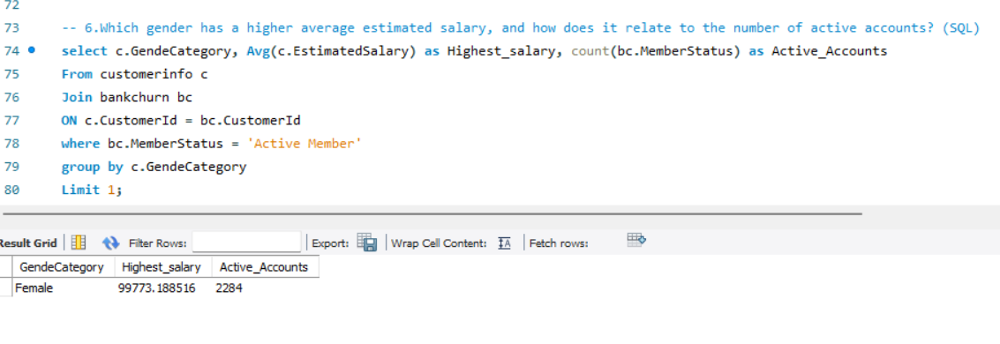 72
73 -- 6.Which gender has a higher average estimated salary, and how does it relate to the number of active accounts? (SQL)
74 select c.GendeCategory, Avg(c.EstimatedSalary) as Highest_salary, count(bc.MemberStatus) as Active_Accounts
75 From customerinfo c
76 Join bankchurn bc
77 ON c.CustomerId = bc.CustomerId
78 where bc.MemberStatus = 'Active Member'
79 group by c.GendeCategory
80 Limit 1;
Result Grid Filter Rows: Export: Wrap Cell Content: Fetch rows:
GendeCategory Highest_salary Active_Accounts
Female 99773.188516 2284